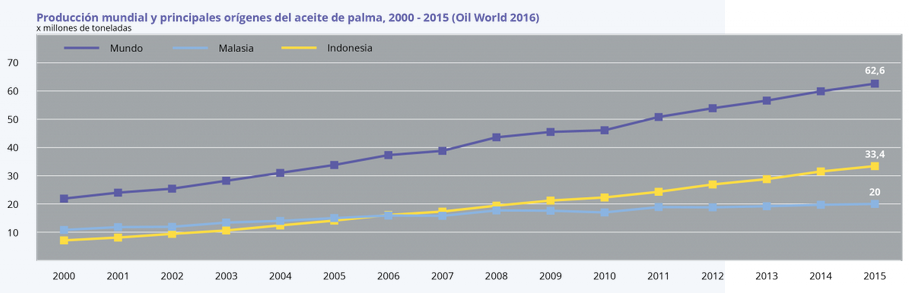 Producción mundial y principales orígenes del aceite de palma, 2000 - 2015 (Oil World 2016)
x millones de toneladas
Mundo Malasia Indonesia
70
62,6
60
50
40
33,4
30
20
20
10
2000 2001 2002 2003 2004 2005 2006 2007 2008 2009 2010 2011 2012 2013 2014 2015